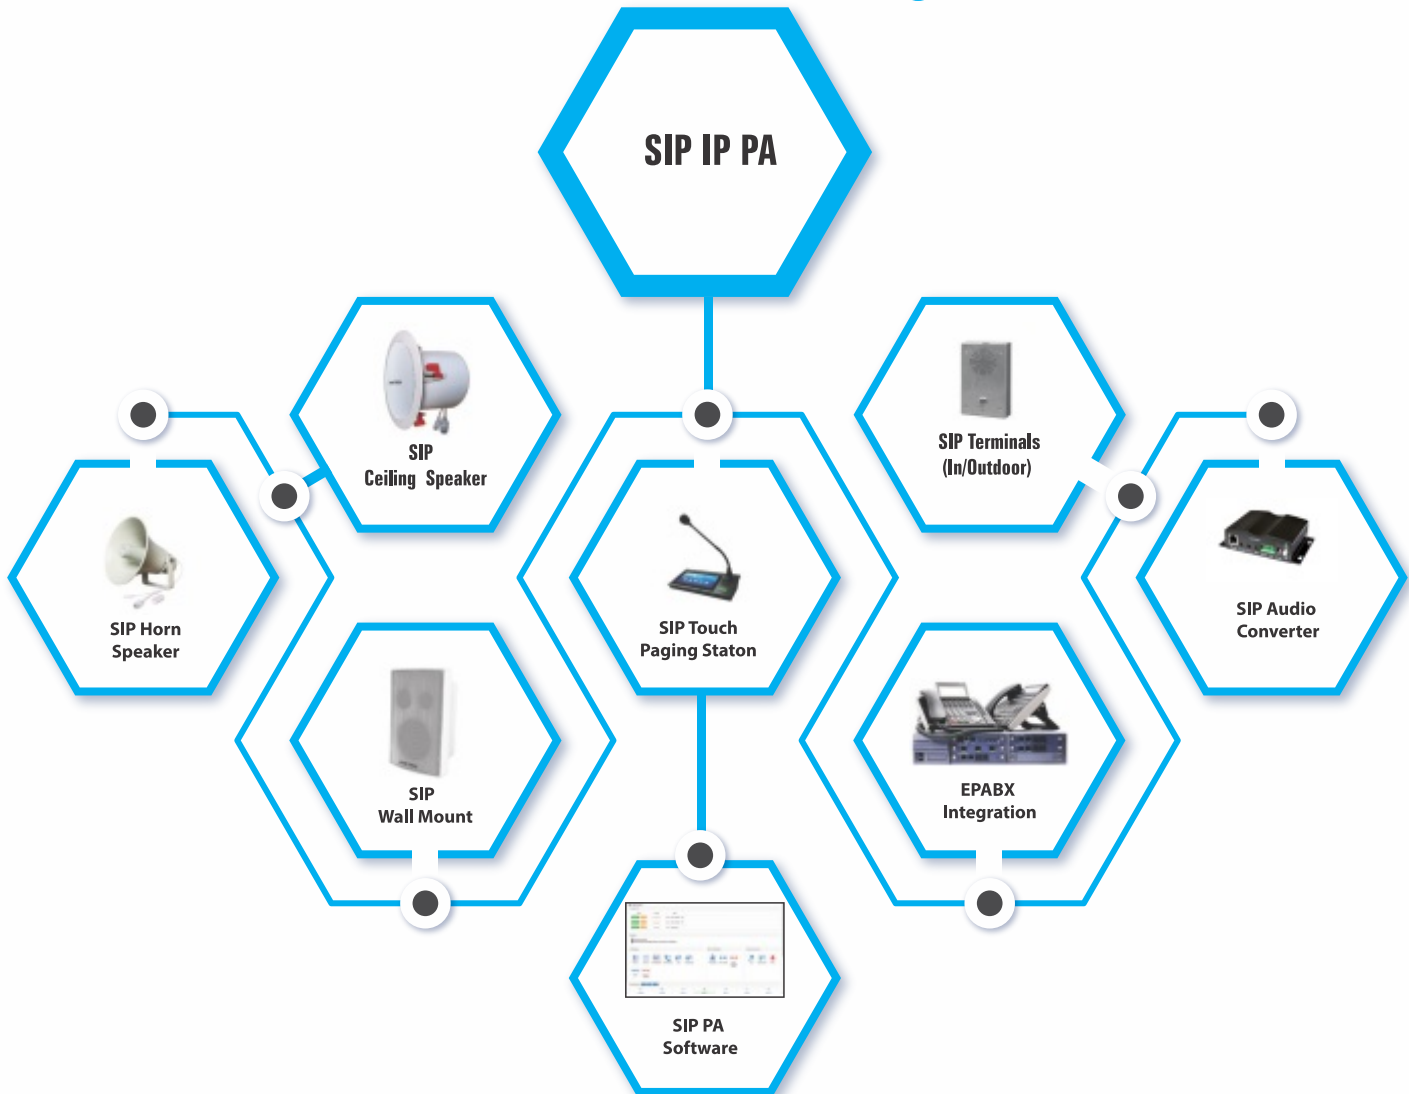 SIP IP PA
SIP
Ceiling Speaker
SIP Terminals
(In/Outdoor)
SIP Horn
Speaker
SIP Touch
Paging Staton
SIP Audio
Converter
SIP
Wall Mount
EPABX
Integration
SIP PA
Software